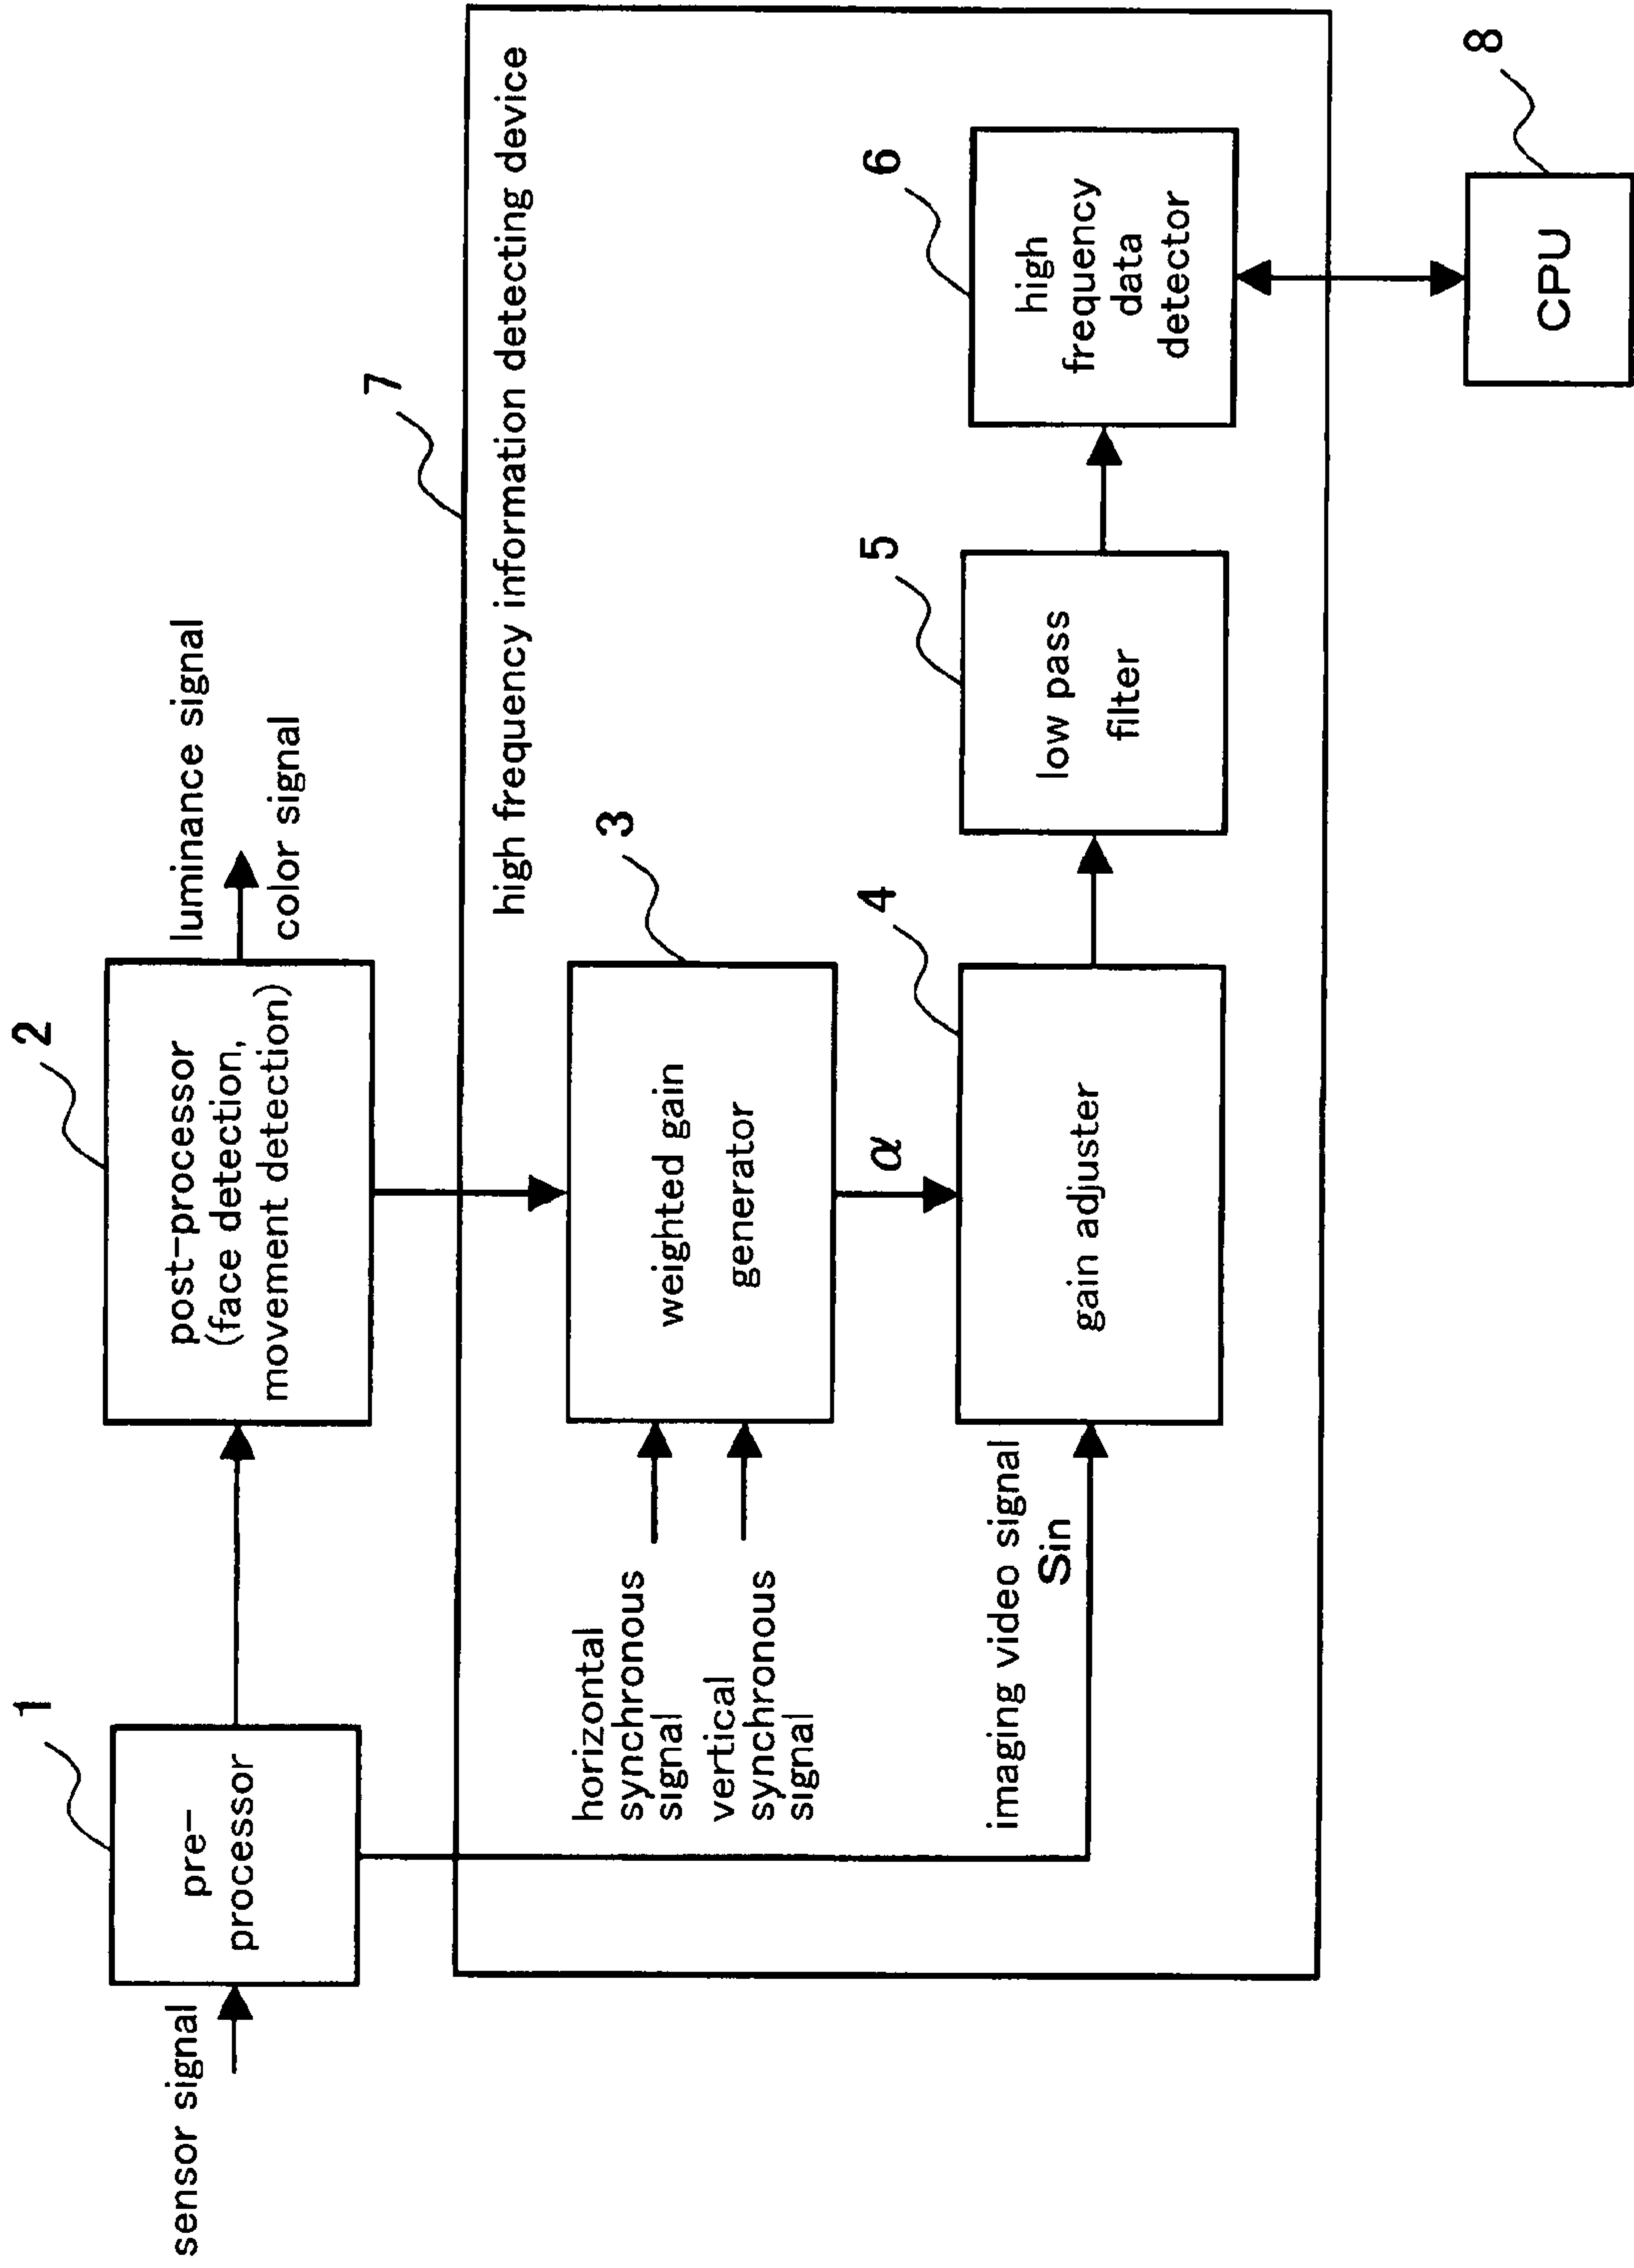 sensor signal
1
pre-
processor
2
post-processor
(face detection,
movement detection)
luminance signal
color signal
7
high frequency information detecting device
horizontal
synchronous
signal
vertical
synchronous
signal
3
weighted gain
generator
α
imaging video signal
Sin
4
gain adjuster
5
low pass
filter
6
high
frequency
data
detector
8
CPU